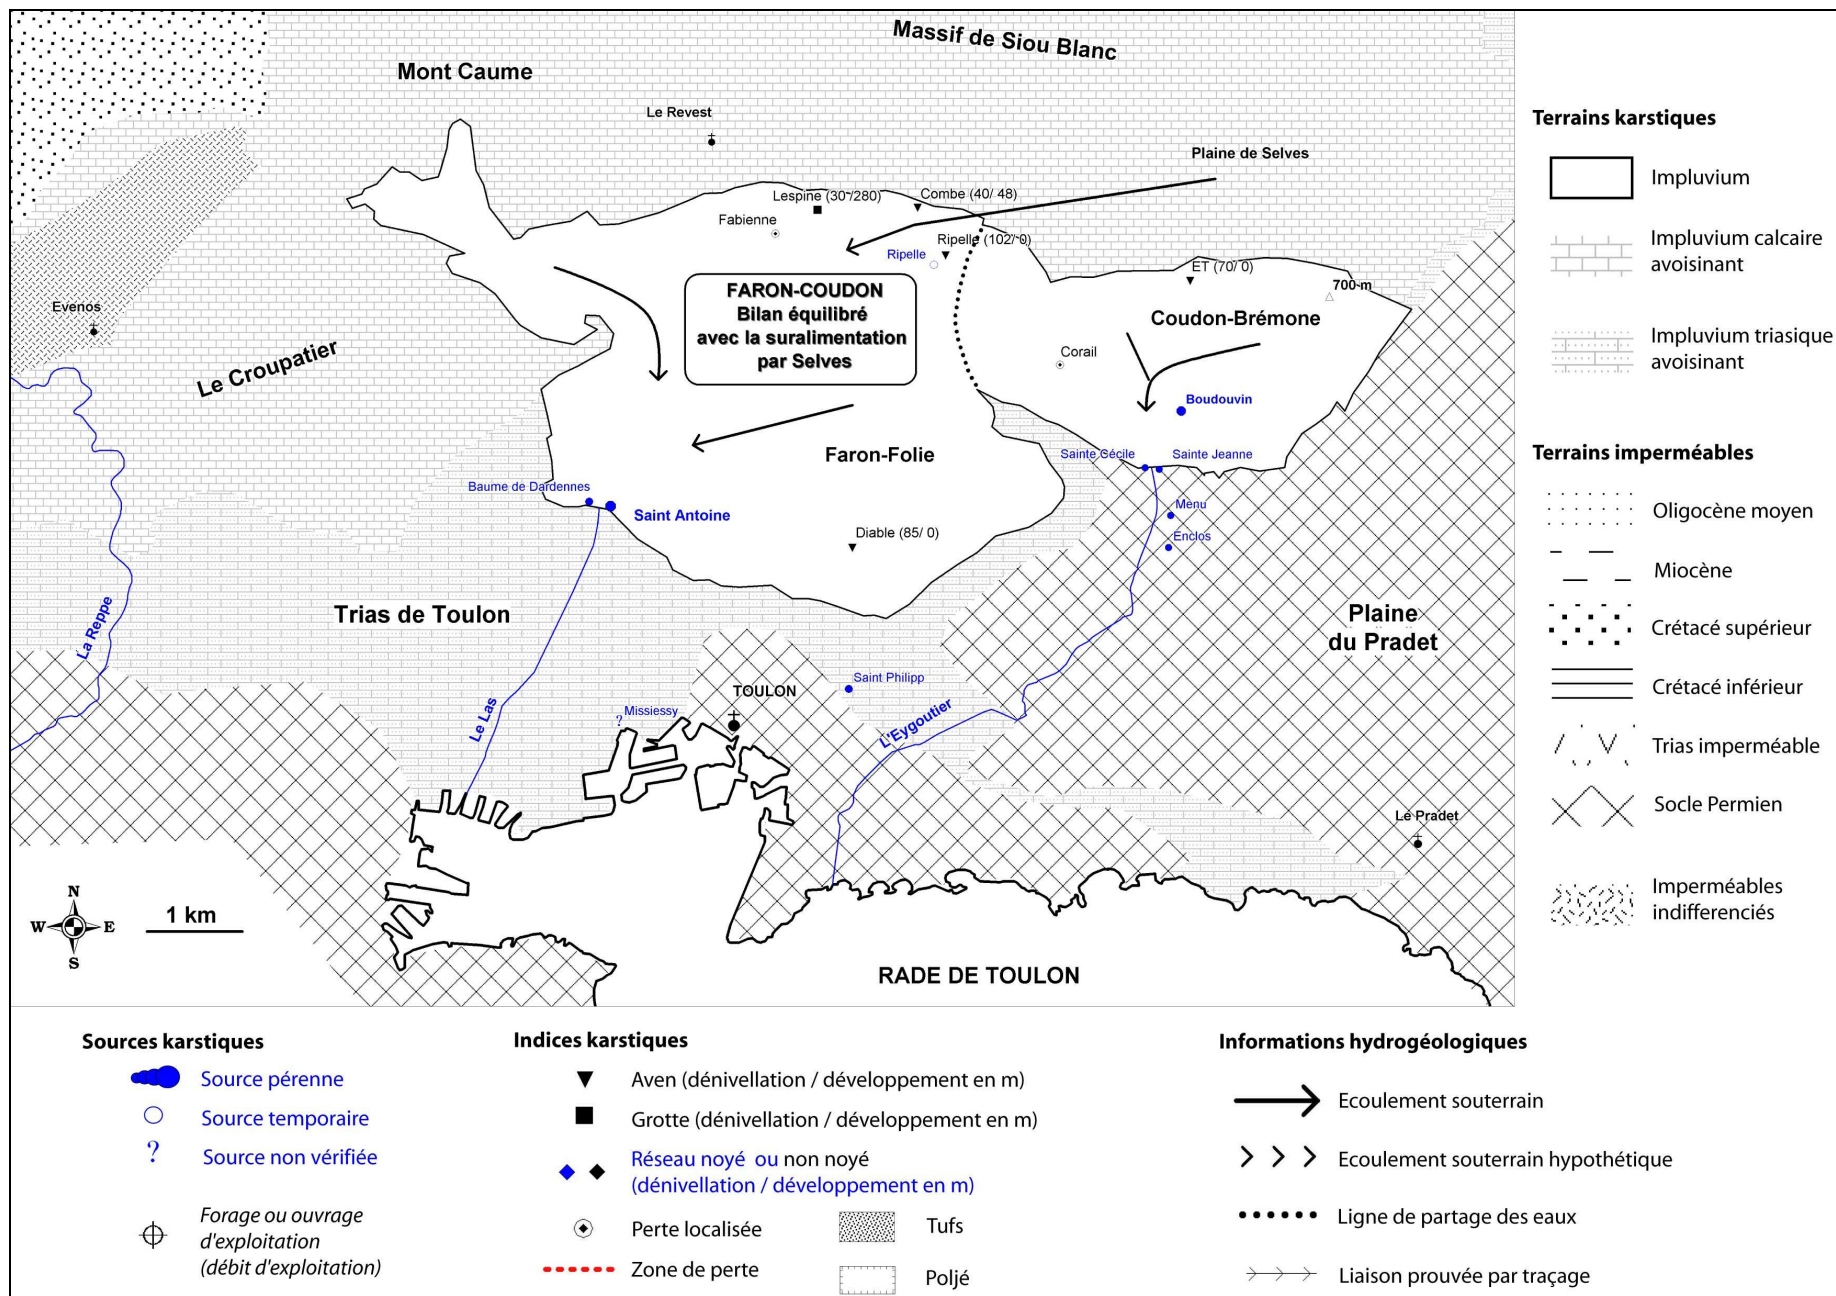 Massif de Siou Blanc
Mont Caume
Le Revest
Plaine de Selves
Lespine (30-/280)
Combe (40/ 48)
Fabienne
Ripelle (102/ 0)
Ripelle
ET (70/ 0)
700 m
Evenos
FARON-COUDON
Bilan équilibré
avec la suralimentation
par Selves
Coudon-Brémone
Corail
Le Croupatier
Boudouvin
Faron-Folie
Sainte Cécile
Sainte Jeanne
Baume de Dardennes
Saint Antoine
Menu
Diable (85/ 0)
Enclos
La Reppe
Trias de Toulon
Plaine
du Pradet
Saint Philipp
TOULON
Le Las
Missiessy
L'Eygoutier
Le Pradet
N
W
E
S
1 km
RADE DE TOULON
Terrains karstiques
Impluvium
Impluvium calcaire
avoisinant
Impluvium triasique
avoisinant
Terrains imperméables
Oligocène moyen
Miocène
Crétacé supérieur
Crétacé inférieur
Trias imperméable
Socle Permien
Imperméables
indifferenciés
Sources karstiques
Source pérenne
Source temporaire
? Source non vérifiée
Forage ou ouvrage
d'exploitation
(débit d'exploitation)
Indices karstiques
Aven (dénivellation / développement en m)
Grotte (dénivellation / développement en m)
Réseau noyé ou non noyé
(dénivellation / développement en m)
Perte localisée
Zone de perte
Tufs
Poljé
Informations hydrogéologiques
Ecoulement souterrain
Ecoulement souterrain hypothétique
Ligne de partage des eaux
Liaison prouvée par traçage